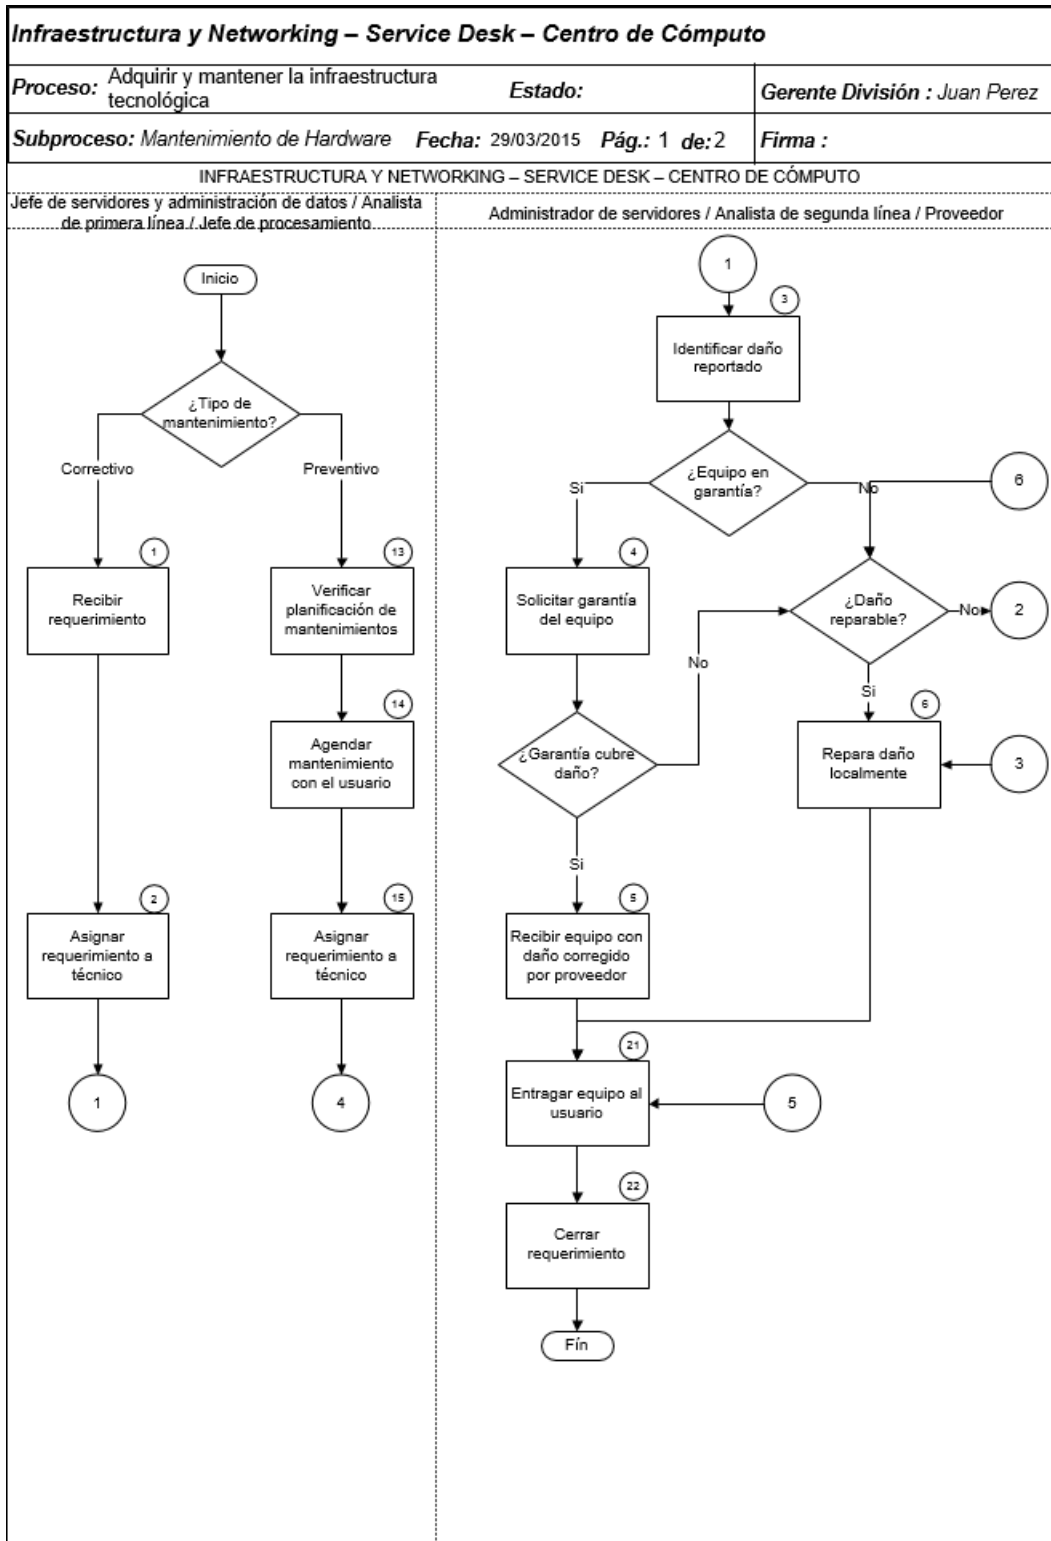 Infraestructura y Networking – Service Desk – Centro de Cómputo
Proceso: Adquirir y mantener la infraestructura
tecnológica
Estado:
Gerente División : Juan Perez
Subproceso: Mantenimiento de Hardware Fecha: 29/03/2015 Pág.: 1 de: 2
Firma :
INFRAESTRUCTURA Y NETWORKING – SERVICE DESK – CENTRO DE CÓMPUTO
Jefe de servidores y administración de datos / Analista
de primera línea / Jefe de procesamiento
Administrador de servidores / Analista de segunda línea / Proveedor
Inicio
¿Tipo de
mantenimiento?
Correctivo
Preventivo
1
Recibir
requerimiento
13
Verificar
planificación de
mantenimientos
14
Agendar
mantenimiento
con el usuario
2
Asignar
requerimiento a
técnico
15
Asignar
requerimiento a
técnico
1
4
1
3
Identificar daño
reportado
¿Equipo en
garantía?
Si
No
6
4
Solicitar garantía
del equipo
¿Daño
reparable?
No
2
No
Si
¿Garantía cubre
daño?
6
Repara daño
localmente
3
Si
5
Recibir equipo con
daño corregido
por proveedor
21
Entragar equipo al
usuario
5
22
Cerrar
requerimiento
Fín